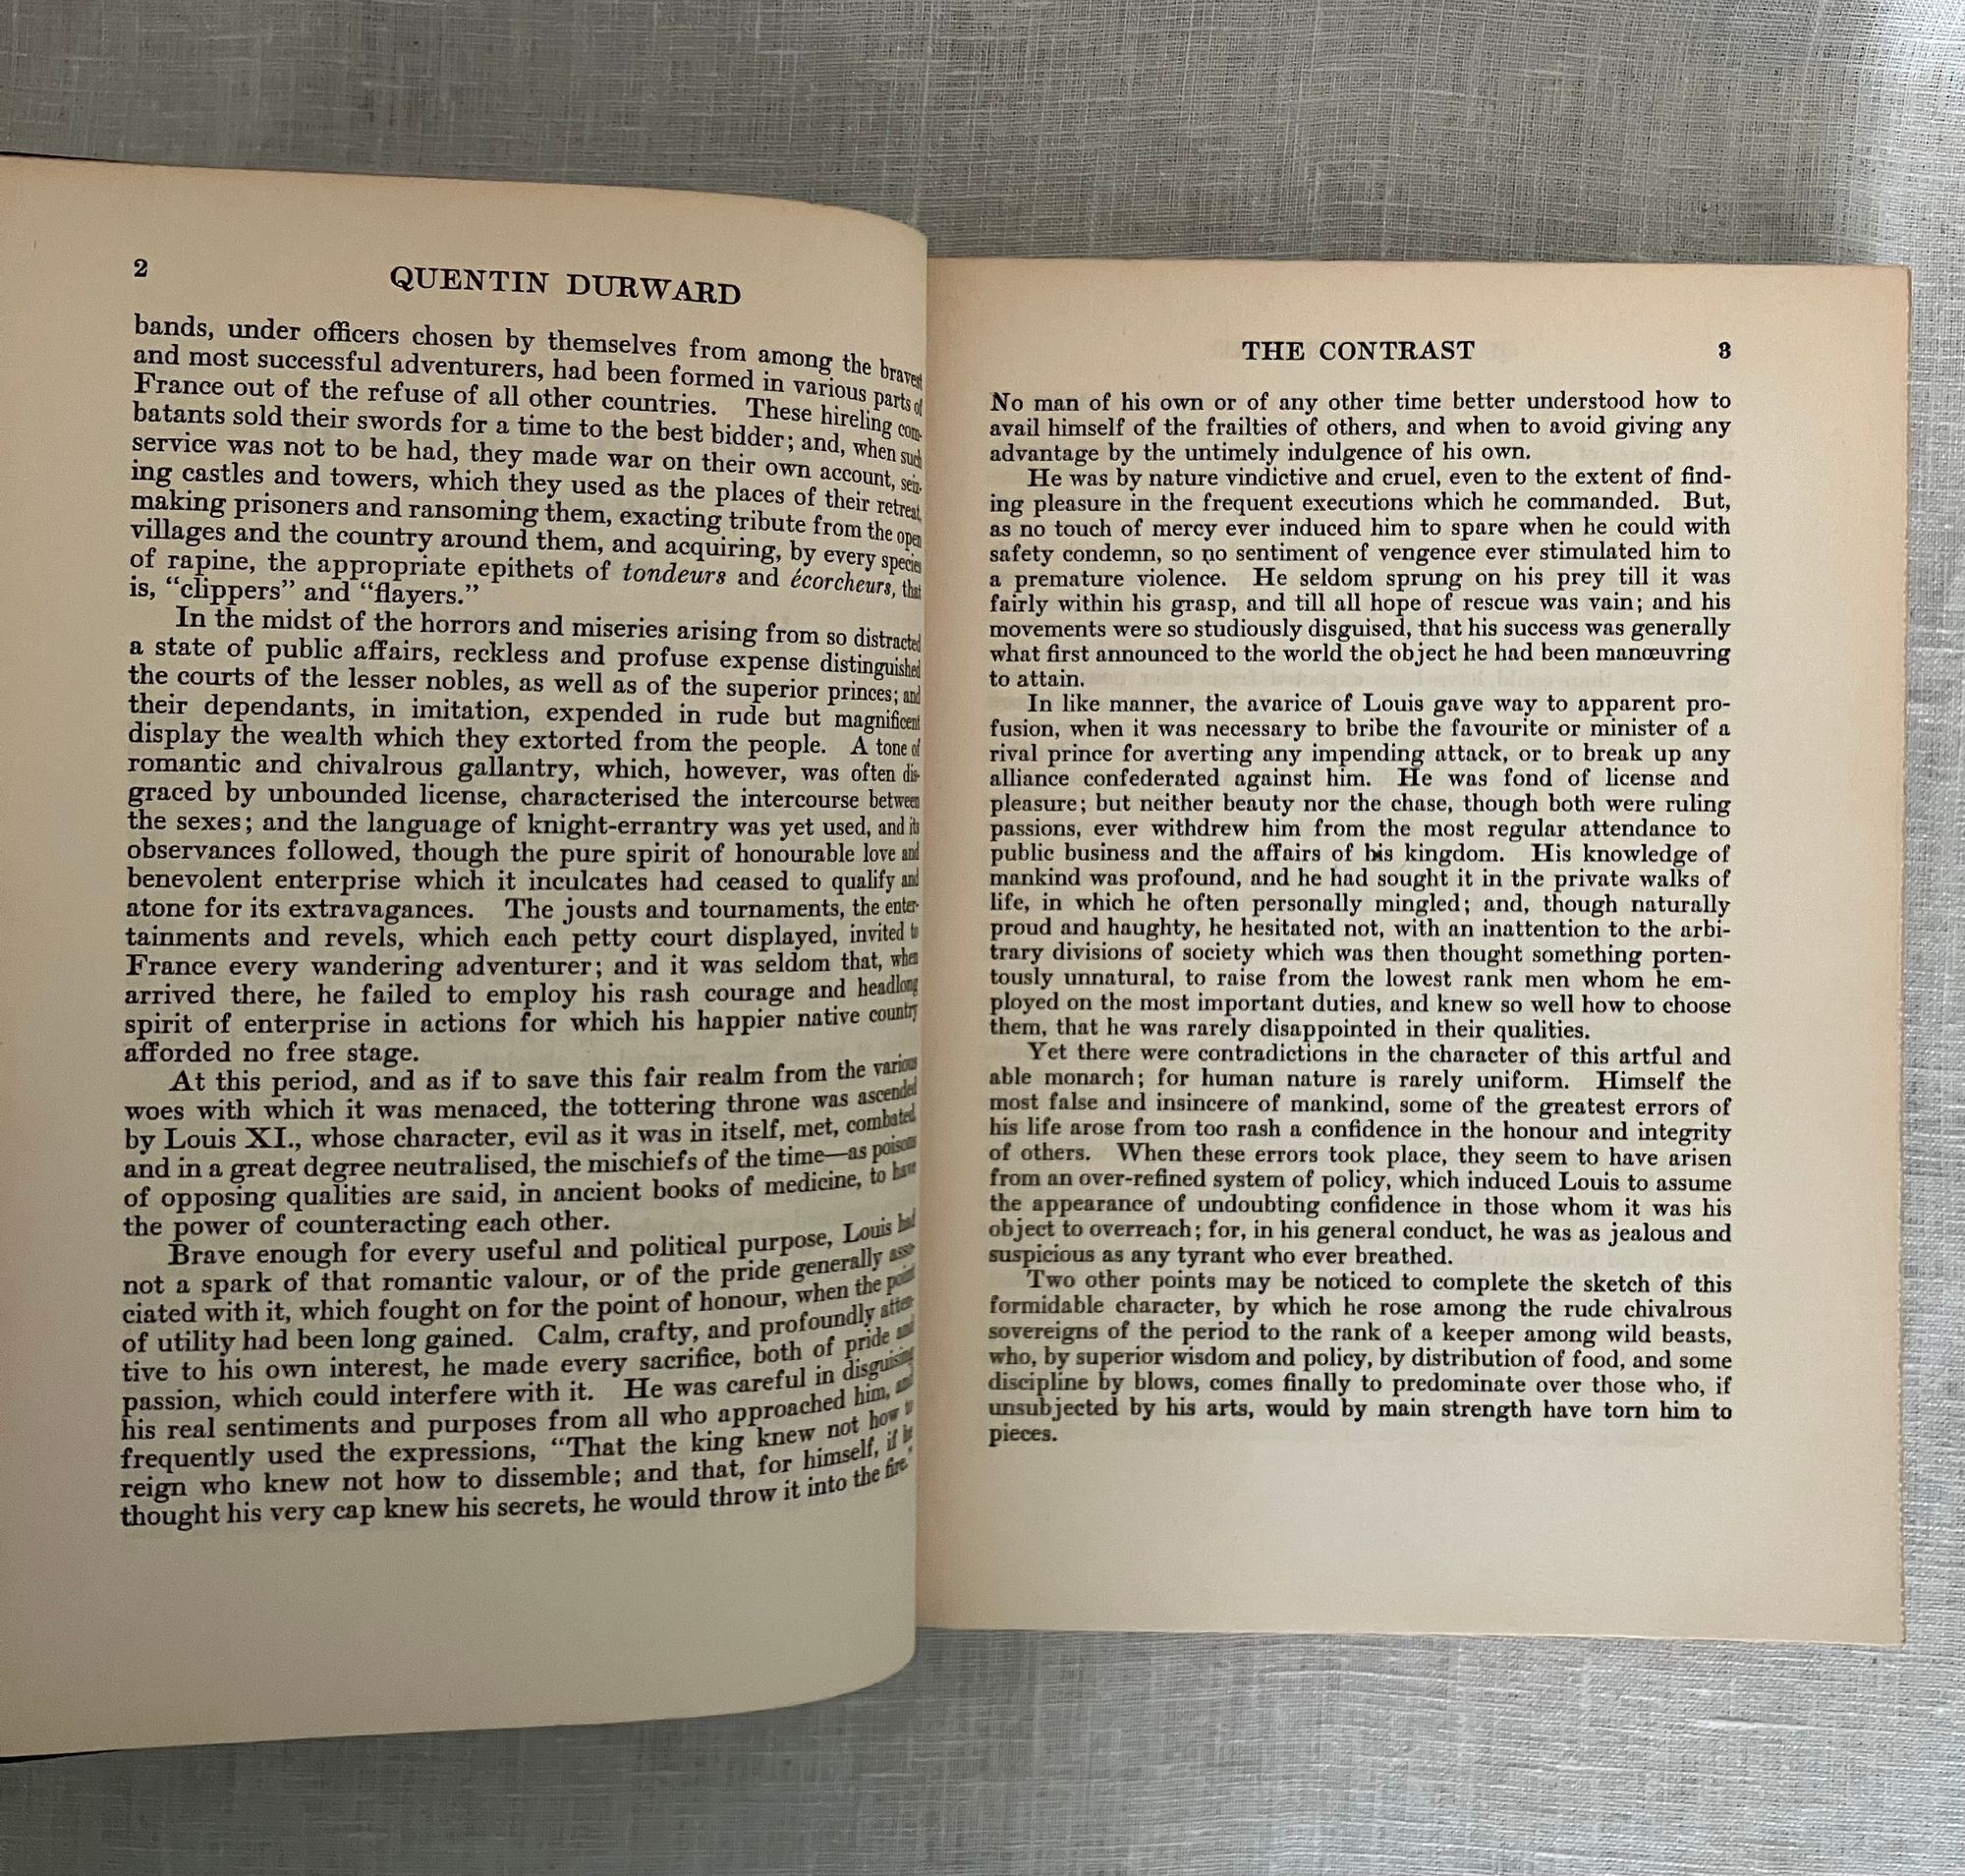 2
QUENTIN DURWARD
bands, under officers chosen by themselves from among the bravest
and most successful adventurers, had been formed in various parts of
France out of the refuse of all other countries. These hireling com-
batants sold their swords for a time to the best bidder; and, when such
service was not to be had, they made war on their own account, seiz-
ing castles and towers, which they used as the places of their retreat,
making prisoners and ransoming them, exacting tribute from the open
villages and the country around them, and acquiring, by every species
of rapine, the appropriate epithets of tondeurs and écorcheurs, that
is, “clippers” and “flayers.”
In the midst of the horrors and miseries arising from so distracted
a state of public affairs, reckless and profuse expense distinguished
the courts of the lesser nobles, as well as of the superior princes; and
their dependants, in imitation, expended in rude but magnificent
display the wealth which they extorted from the people. A tone of
romantic and chivalrous gallantry, which, however, was often dis-
graced by unbounded license, characterised the intercourse between
the sexes; and the language of knight-errantry was yet used, and its
observances followed, though the pure spirit of honourable love and
benevolent enterprise which it inculcates had ceased to qualify and
atone for its extravagances. The jousts and tournaments, the enter-
tainments and revels, which each petty court displayed, invited to
France every wandering adventurer; and it was seldom that, when
arrived there, he failed to employ his rash courage and headlong
spirit of enterprise in actions for which his happier native country
afforded no free stage.
At this period, and as if to save this fair realm from the various
woes with which it was menaced, the tottering throne was ascended
by Louis XI., whose character, evil as it was in itself, met, combated,
and in a great degree neutralised, the mischiefs of the time—as poisons
of opposing qualities are said, in ancient books of medicine, to have
the power of counteracting each other.
Brave enough for every useful and political purpose, Louis had
not a spark of that romantic valour, or of the pride generally asso-
ciated with it, which fought on for the point of honour, when the point
of utility had been long gained. Calm, crafty, and profoundly atten-
tive to his own interest, he made every sacrifice, both of pride and
passion, which could interfere with it. He was careful in disguising
his real sentiments and purposes from all who approached him, and
frequently used the expressions, “That the king knew not how to
reign who knew not how to dissemble; and that, for himself, if he
thought his very cap knew his secrets, he would throw it into the fire.”
THE CONTRAST
3
No man of his own or of any other time better understood how to
avail himself of the frailties of others, and when to avoid giving any
advantage by the untimely indulgence of his own.
He was by nature vindictive and cruel, even to the extent of find-
ing pleasure in the frequent executions which he commanded. But,
as no touch of mercy ever induced him to spare when he could with
safety condemn, so no sentiment of vengence ever stimulated him to
a premature violence. He seldom sprung on his prey till it was
fairly within his grasp, and till all hope of rescue was vain; and his
movements were so studiously disguised, that his success was generally
what first announced to the world the object he had been manœuvring
to attain.
In like manner, the avarice of Louis gave way to apparent pro-
fusion, when it was necessary to bribe the favourite or minister of a
rival prince for averting any impending attack, or to break up any
alliance confederated against him. He was fond of license and
pleasure; but neither beauty nor the chase, though both were ruling
passions, ever withdrew him from the most regular attendance to
public business and the affairs of his kingdom. His knowledge of
mankind was profound, and he had sought it in the private walks of
life, in which he often personally mingled; and, though naturally
proud and haughty, he hesitated not, with an inattention to the arbi-
trary divisions of society which was then thought something porten-
tously unnatural, to raise from the lowest rank men whom he em-
ployed on the most important duties, and knew so well how to choose
them, that he was rarely disappointed in their qualities.
Yet there were contradictions in the character of this artful and
able monarch; for human nature is rarely uniform. Himself the
most false and insincere of mankind, some of the greatest errors of
his life arose from too rash a confidence in the honour and integrity
of others. When these errors took place, they seem to have arisen
from an over-refined system of policy, which induced Louis to assume
the appearance of undoubting confidence in those whom it was his
object to overreach; for, in his general conduct, he was as jealous and
suspicious as any tyrant who ever breathed.
Two other points may be noticed to complete the sketch of this
formidable character, by which he rose among the rude chivalrous
sovereigns of the period to the rank of a keeper among wild beasts,
who, by superior wisdom and policy, by distribution of food, and some
discipline by blows, comes finally to predominate over those who, if
unsubjected by his arts, would by main strength have torn him to
pieces.